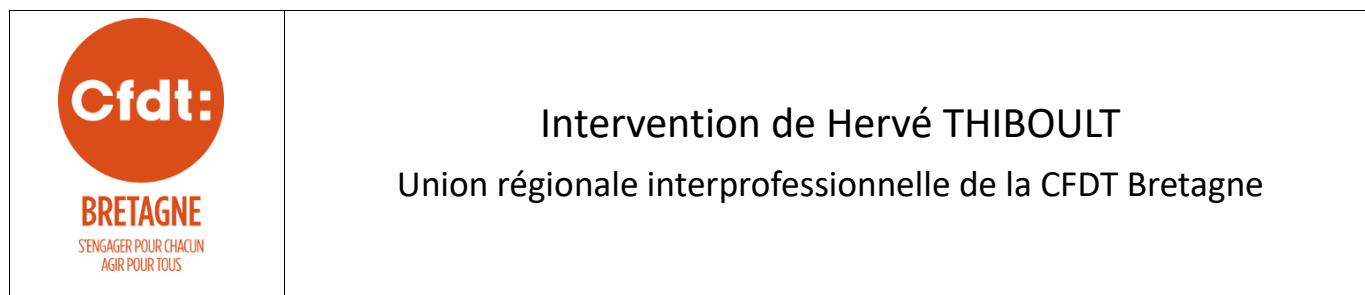 Cfdt:
BRETAGNE
S'ENGAGER POUR CHACUN
AGIR POUR TOUS
Intervention de Hervé THIBOULT
Union régionale interprofessionnelle de la CFDT Bretagne